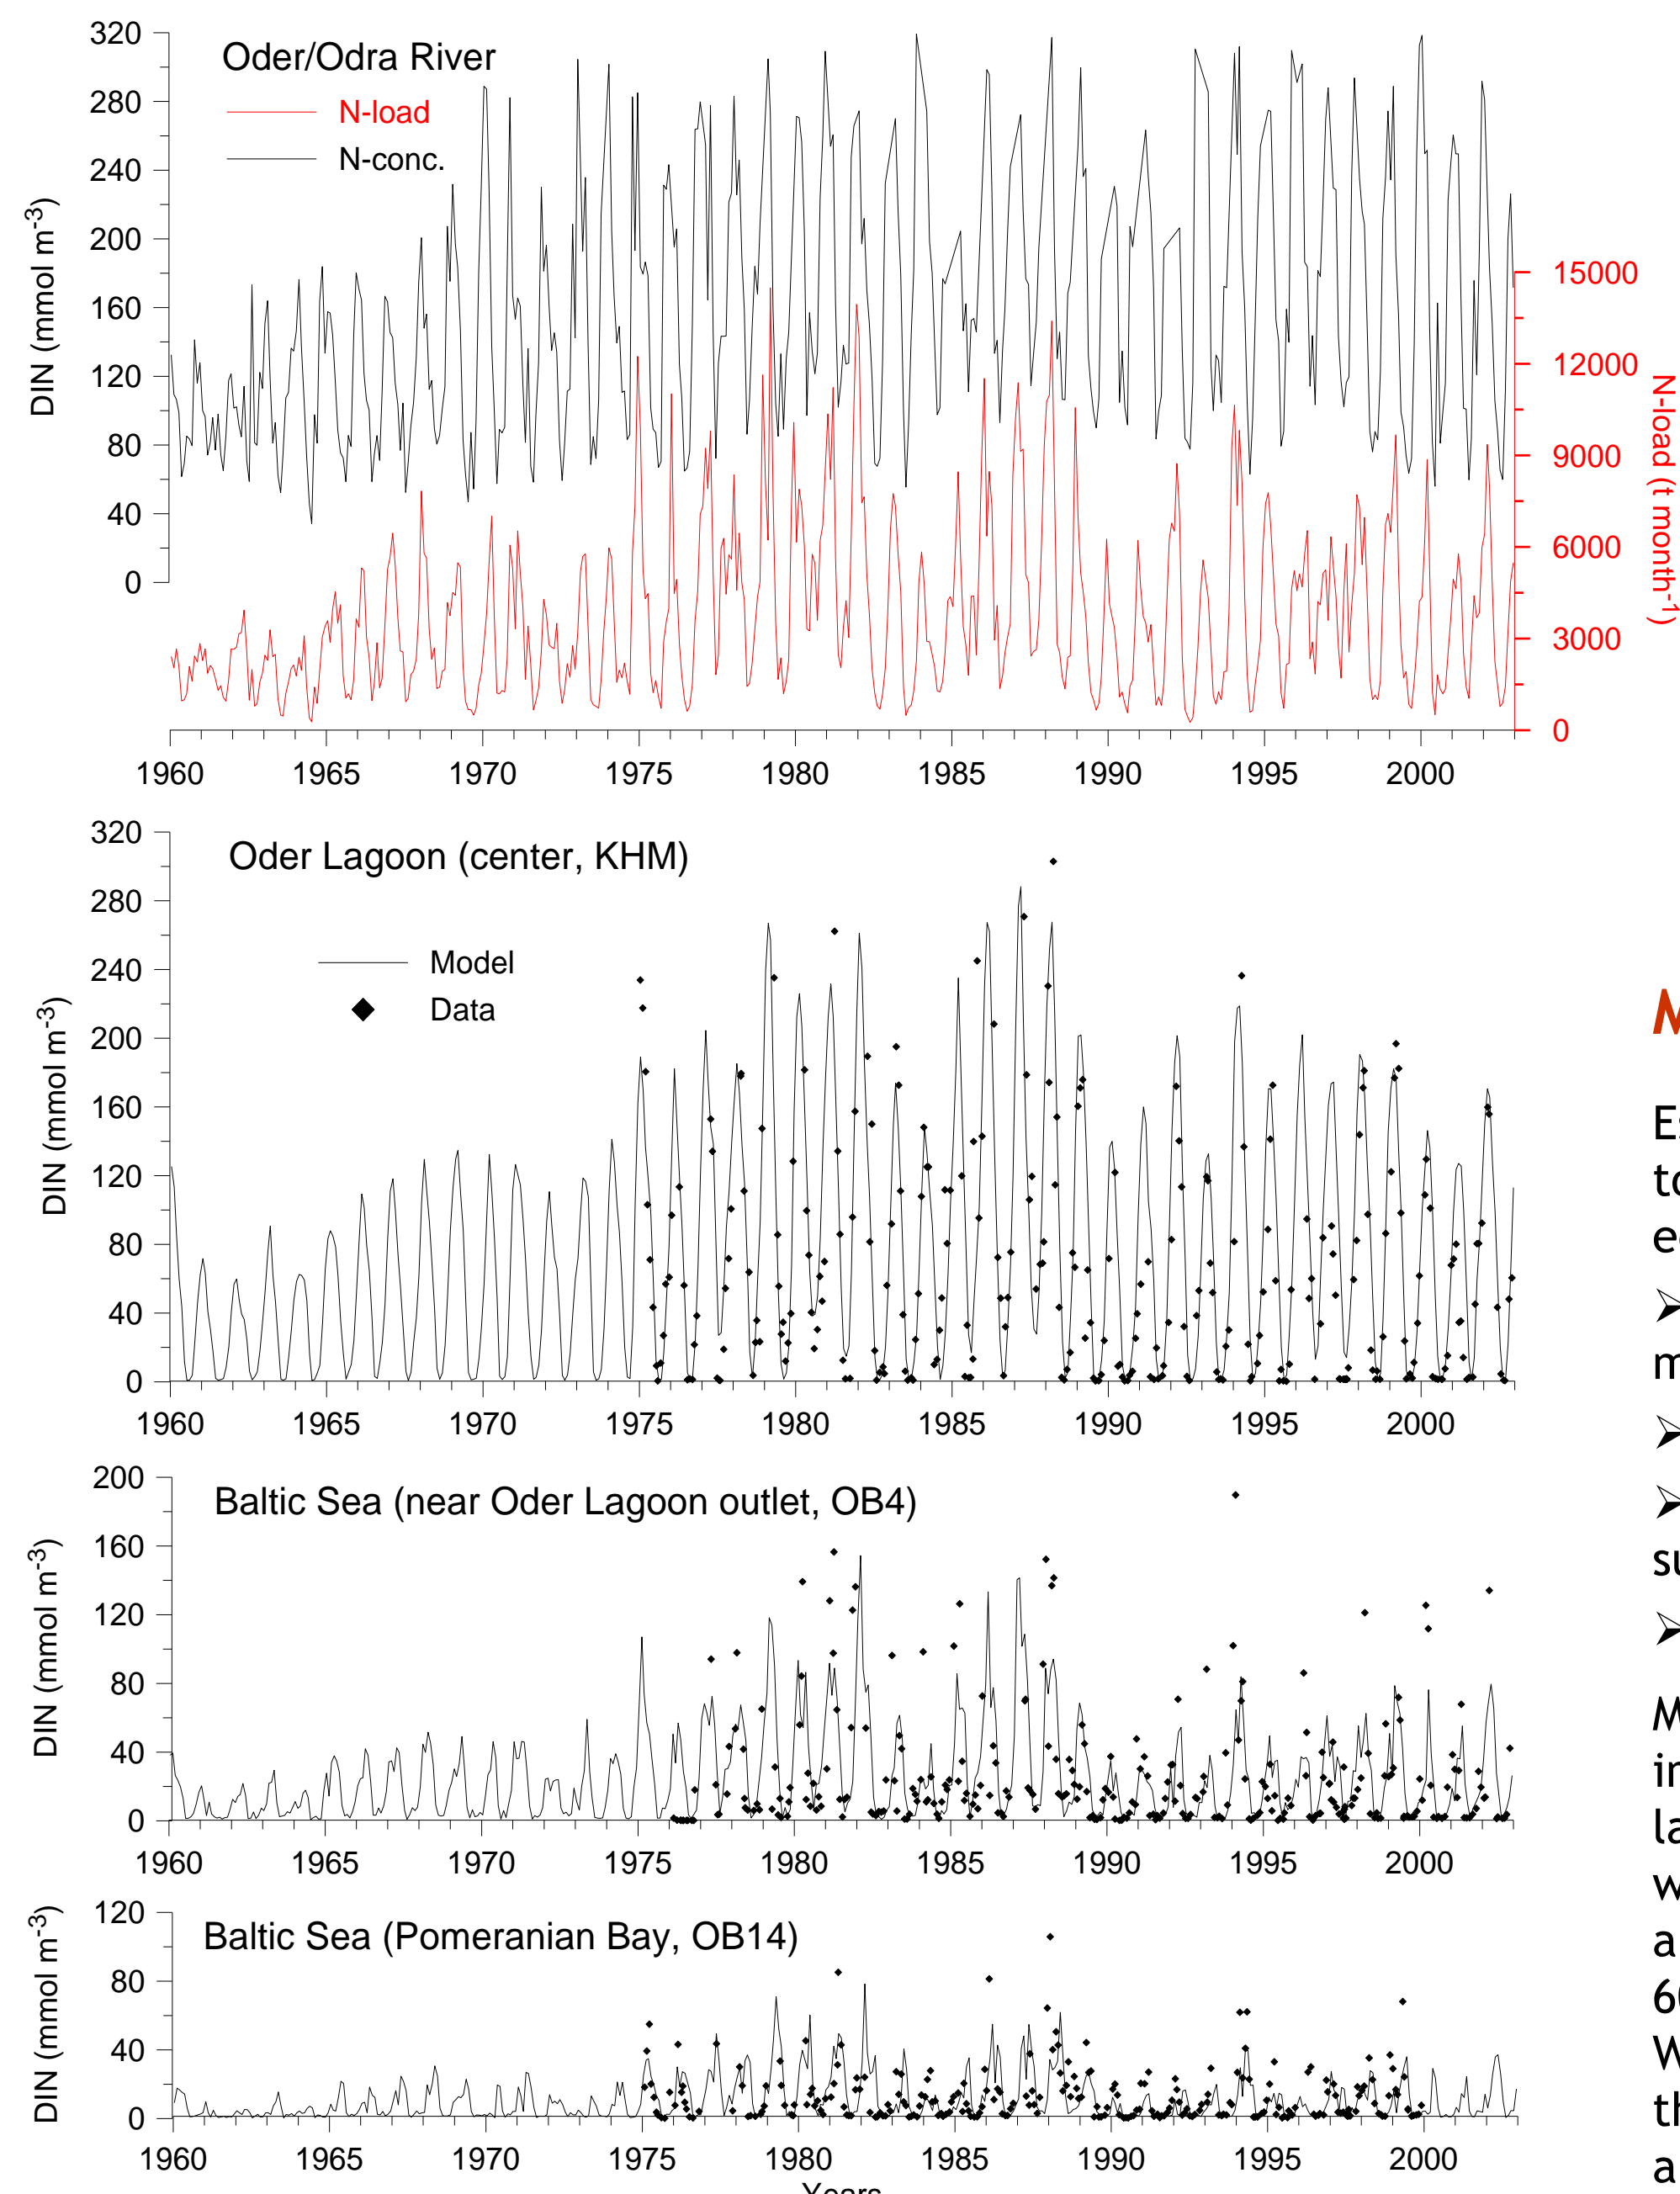 320
280
240
200
160
120
80
40
0
DIN (mmol m-3)
Oder/Odra River
N-load
N-conc.
15000
12000
9000
6000
3000
0
N-load (t month-1)
1960 1965 1970 1975 1980 1985 1990 1995 2000
320
280
240
200
160
120
80
40
0
DIN (mmol m-3)
Oder Lagoon (center, KHM)
Model
Data
1960 1965 1970 1975 1980 1985 1990 1995 2000
200
160
120
80
40
0
DIN (mmol m-3)
Baltic Sea (near Oder Lagoon outlet, OB4)
1960 1965 1970 1975 1980 1985 1990 1995 2000
120
80
40
0
DIN (mmol m-3)
Baltic Sea (Pomeranian Bay, OB14)
1960 1965 1970 1975 1980 1985 1990 1995 2000
Years